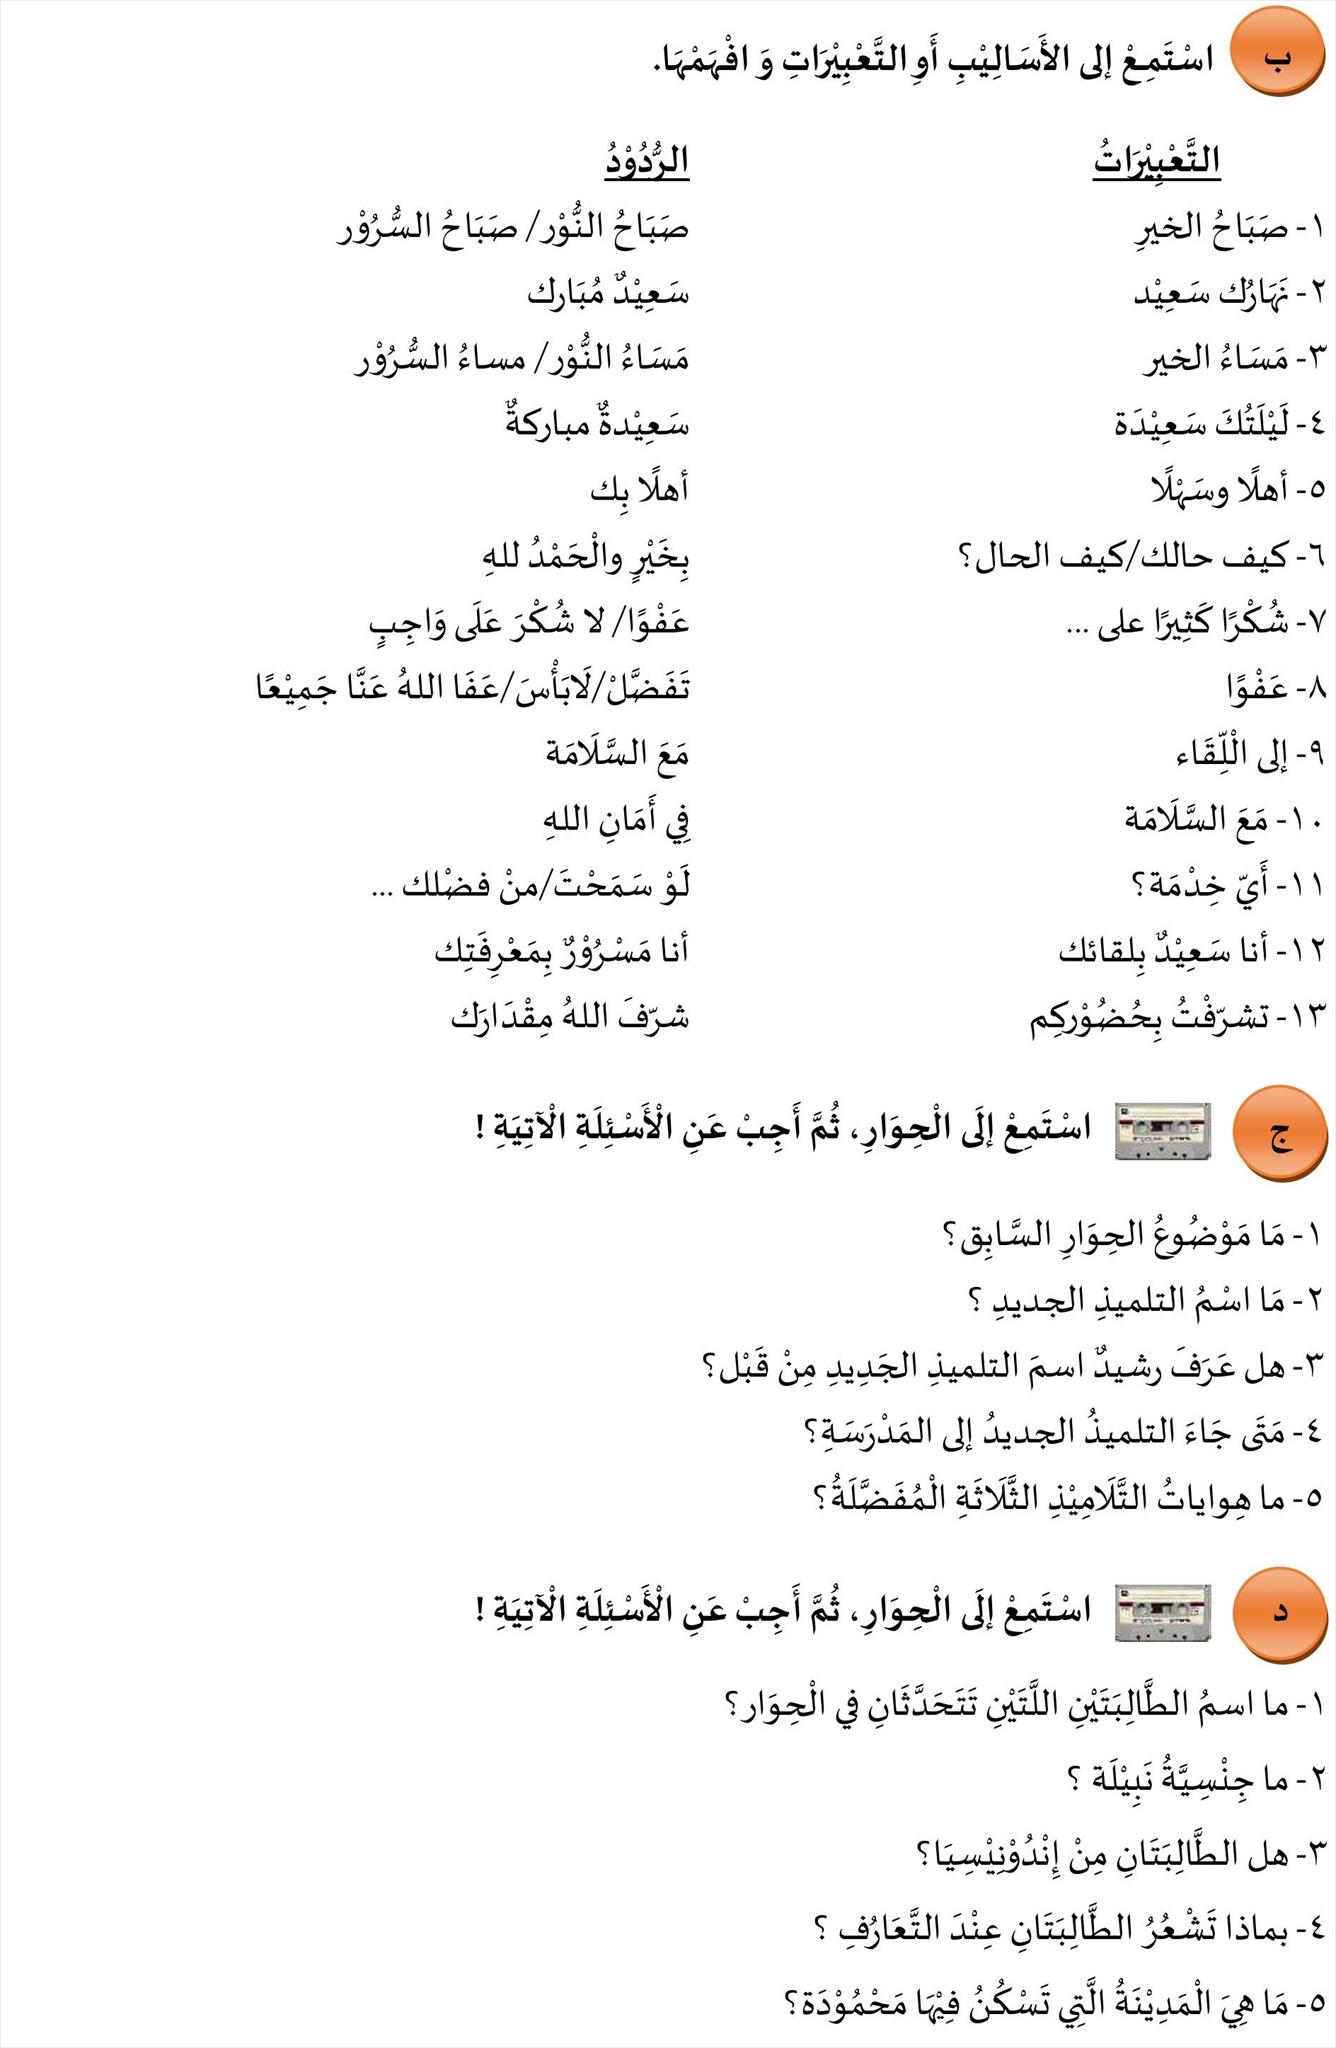 ب اسْتَمِعْ إلى الأَسَالِيْبِ أَوِ التَّعْبِيْرَاتِ وَ افْهَمْهَا.
التَّعْبِيْرَاتُ الرُّدُوْدُ
١- صَبَاحُ الخيرِ صَبَاحُ النُّوْر/ صَبَاحُ السُّرُوْر
٢- نَهَارُك سَعِيْد سَعِيْدٌ مُبَارك
٣- مَسَاءُ الخير مَسَاءُ النُّوْر/ مساءُ السُّرُوْر
٤- لَيْلَتُكَ سَعِيْدَة سَعِيْدةٌ مباركةٌ
٥- أهلًا وسَهْلًا أهلًا بِك
٦- كيف حالك/كيف الحال؟ بِخَيْرٍ والْحَمْدُ للهِ
٧- شُكْرًا كَثِيرًا على ... عَفْوًا/ لا شُكْرَ عَلَى وَاجِبٍ
٨- عَفْوًا تَفَضَّلْ/لَابَأْسَ/عَفَا اللهُ عَنَّا جَمِيْعًا
٩- إلى الْلِّقَاء مَعَ السَّلَامَة
١٠- مَعَ السَّلَامَة فِي أَمَانِ اللهِ
١١- أَيّ خِدْمَة؟ لَوْ سَمَحْتَ/منْ فضْلك ...
١٢- أنا سَعِيْدٌ بِلقائك أنا مَسْرُوْرٌ بِمَعْرِفَتِك
١٣- تشرّفْتُ بِحُضُوْركِم شرّفَ اللهُ مِقْدَارَك
ج اسْتَمِعْ إلَى الْحِوَارِ، ثُمَّ أَجِبْ عَنِ الْأَسْئِلَةِ الْآتِيَةِ !
١- مَا مَوْضُوعُ الحِوَارِ السَّابِق؟
٢- مَا اسْمُ التلميذِ الجديدِ ؟
٣- هل عَرَفَ رشيدٌ اسمَ التلميذِ الجَدِيدِ مِنْ قَبْل؟
٤- مَتَى جَاءَ التلميذُ الجديدُ إلى المَدْرَسَةِ؟
٥- ما هِواياتُ التَّلَامِيْذِ الثَّلَاثَةِ الْمُفَضَّلَةُ؟
د اسْتَمِعْ إلَى الْحِوَارِ، ثُمَّ أَجِبْ عَنِ الْأَسْئِلَةِ الْآتِيَةِ !
١- ما اسمُ الطَّالِبَتَيْنِ اللَّتَيْنِ تَتَحَدَّثَانِ في الْحِوَار؟
٢- ما جِنْسِيَّةُ نَبِيْلَة ؟
٣- هل الطَّالِبَتَانِ مِنْ إِنْدُوْنِيْسِيَا؟
٤- بماذا تَشْعُرُ الطَّالِبَتَانِ عِنْدَ التَّعَارُفِ ؟
٥- مَا هِيَ الْمَدِيْنَةُ الَّتِي تَسْكُنُ فِيْهَا مَحْمُوْدَة؟